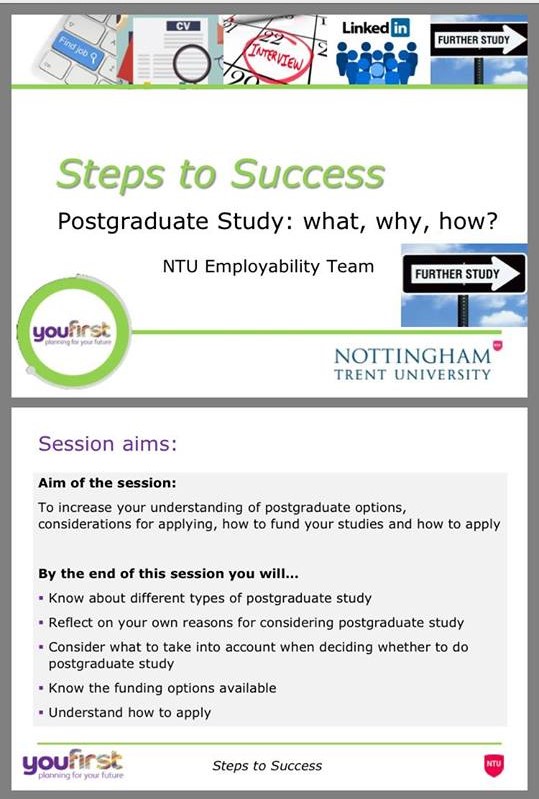 Find job
CV
22
INTERVIEW
Linked in
FURTHER STUDY
Steps to Success
Postgraduate Study: what, why, how?
NTU Employability Team
FURTHER STUDY
youfirst
planning for your future
NOTTINGHAM
TRENT UNIVERSITY
Session aims:
Aim of the session:
To increase your understanding of postgraduate options,
considerations for applying, how to fund your studies and how to apply
By the end of this session you will...
Know about different types of postgraduate study
Reflect on your own reasons for considering postgraduate study
Consider what to take into account when deciding whether to do
postgraduate study
Know the funding options available
Understand how to apply
youfirst
planning for your future
Steps to Success
NTU